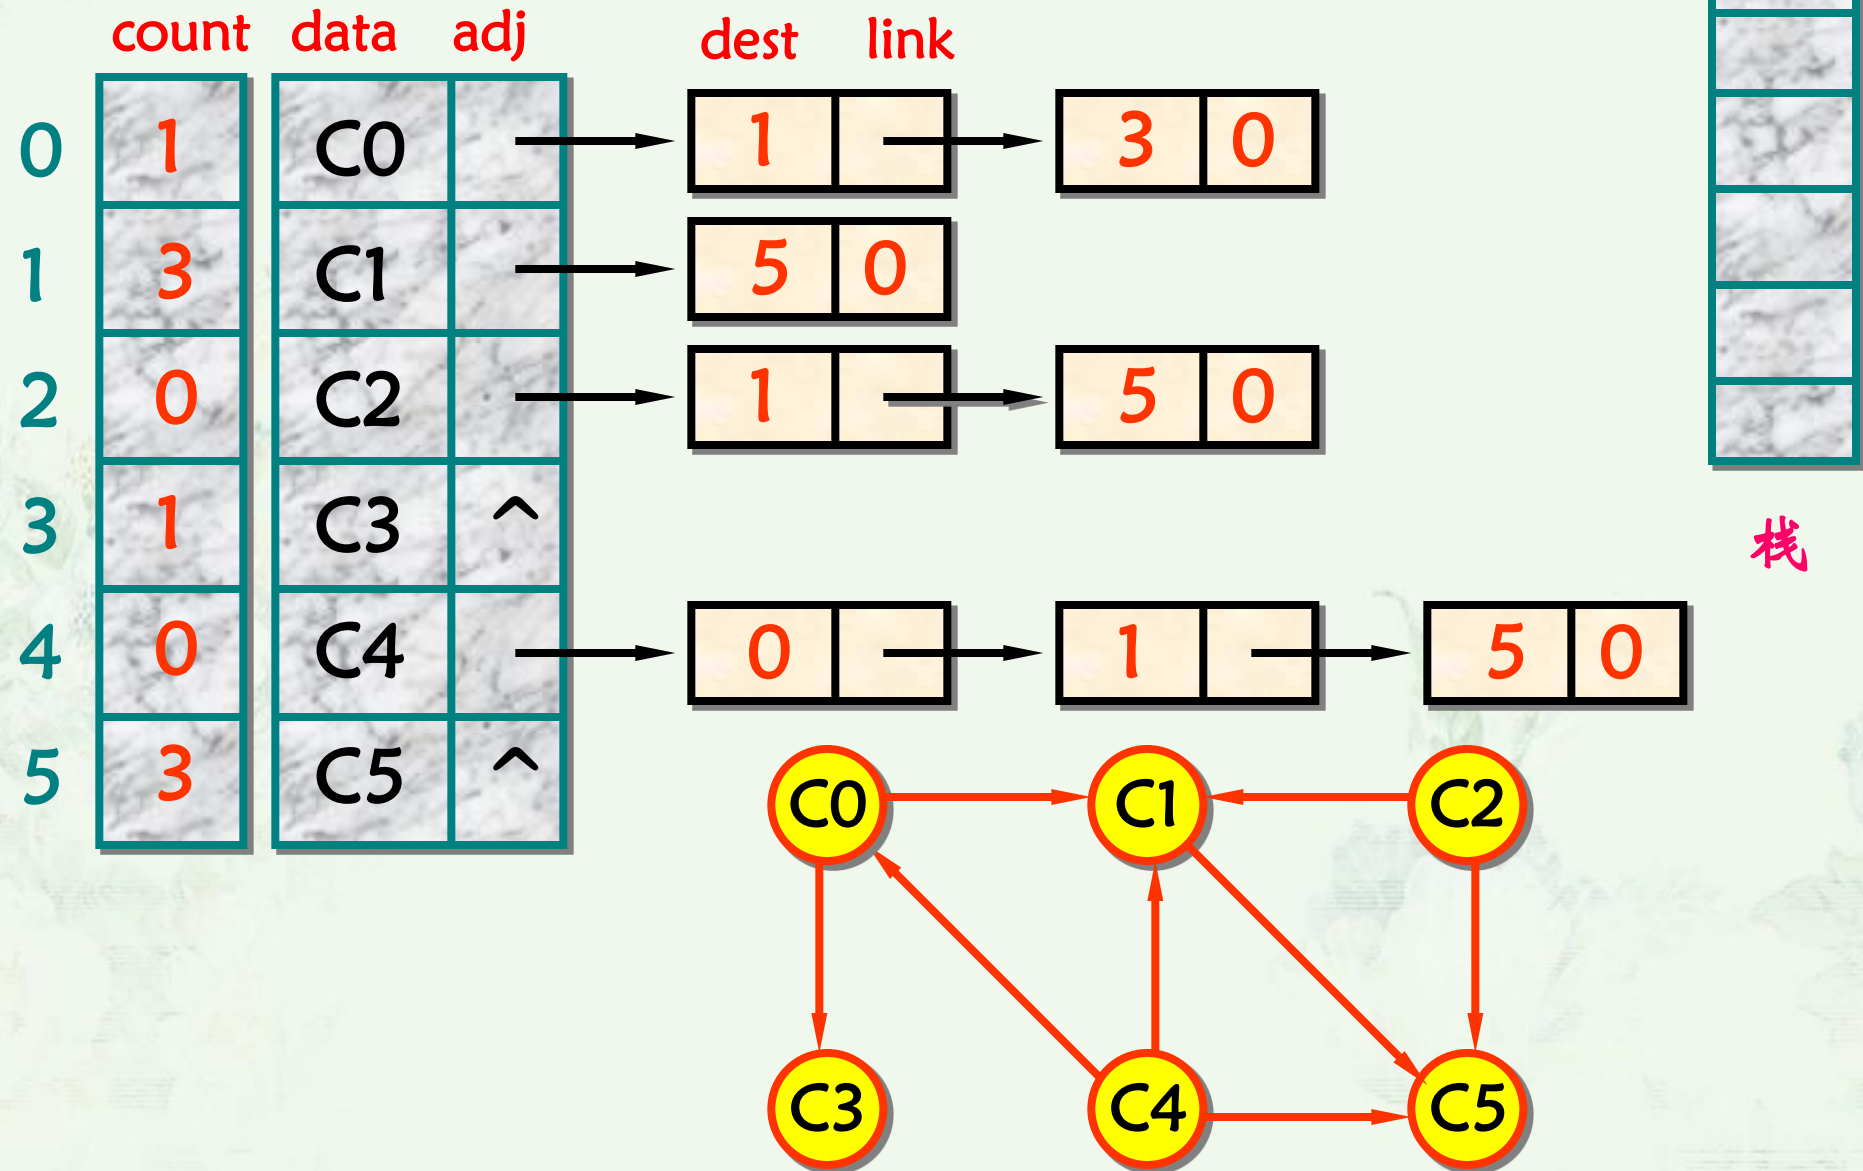 count data adj dest link
0 1 C0 1 3 0
1 3 C1 5 0
2 0 C2 1 5 0
3 1 C3 ^
栈
4 0 C4 0 1 5 0
5 3 C5 ^
C0 C1 C2
C3 C4 C5